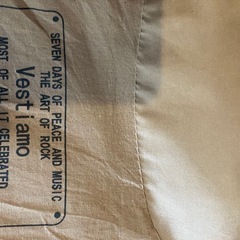 SEVEN DAYS OF PEACE AND MUSIC
THE ART OF ROCK
Vestiamo
MOST OF ALL IT CELEBRATED